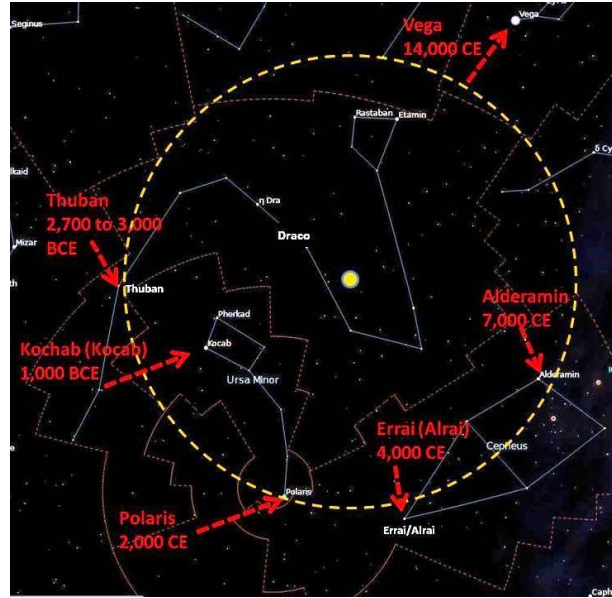 Seginus
Vega
Vega
14,000 CE
Rastaban
Etamin
δ Cy
Thuban
2,700 to 3,000
BCE
η Dra
Draco
Mizar
Thuban
Alderamin
7,000 CE
Pherkad
Kochab (Kocab)
1,000 BCE
Kocab
Ursa Minor
Alderamin
Errai (Alrai)
4,000 CE
Cepheus
Polaris
Polaris
2,000 CE
Errai/Alrai
Caph